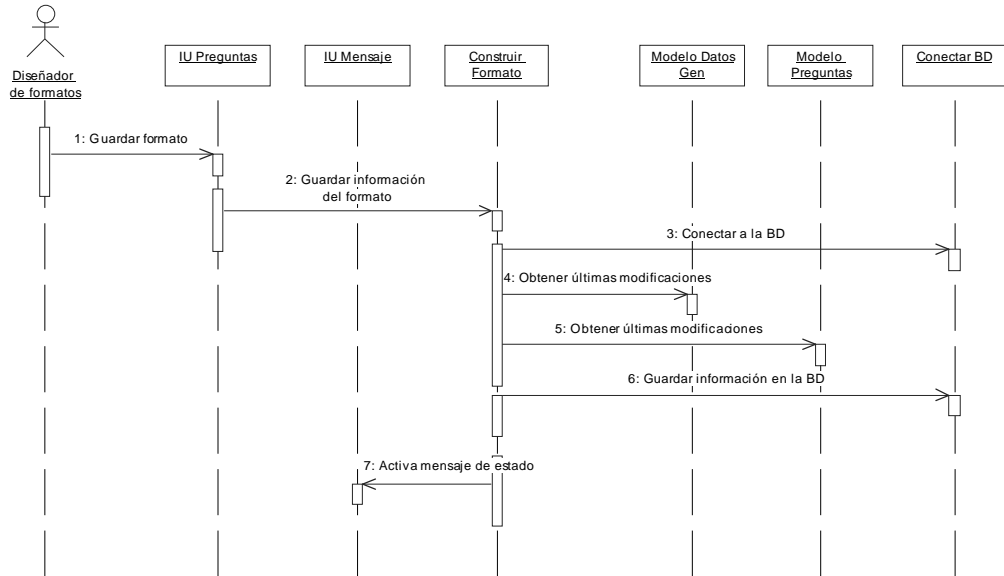 Diseñador
de formatos
IU Preguntas
IU Mensaje
Construir
Formato
Modelo Datos
Gen
Modelo
Preguntas
Conectar BD
1: Guardar formato
2: Guardar información
del formato
3: Conectar a la BD
4: Obtener últimas modificaciones
5: Obtener últimas modificaciones
6: Guardar información en la BD
7: Activa mensaje de estado